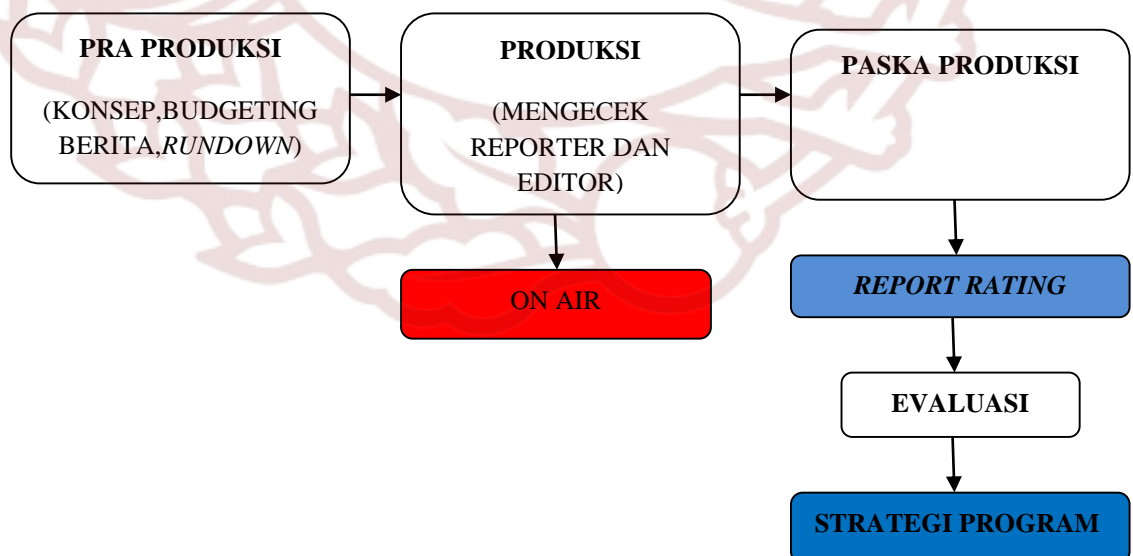 PRA PRODUKSI
(KONSEP,BUDGETING
BERITA,RUNDOWN)
PRODUKSI
(MENGECEK
REPORTER DAN
EDITOR)
PASKA PRODUKSI
ON AIR
REPORT RATING
EVALUASI
STRATEGI PROGRAM